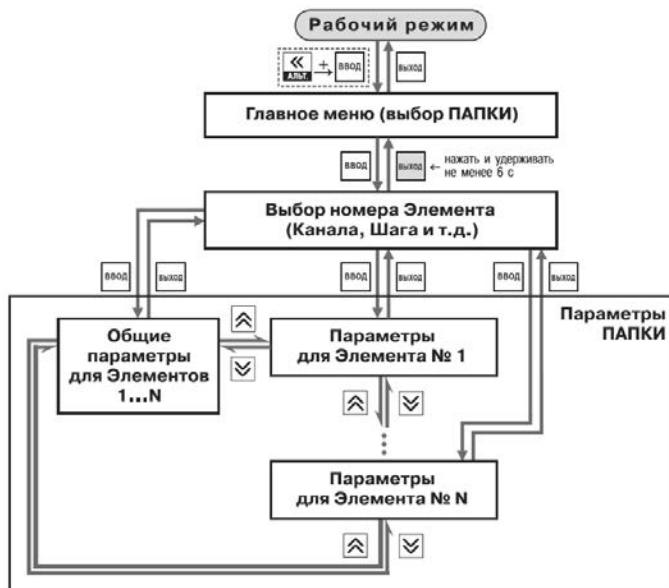 Рабочий режим
«
АЛЬТ.
+
ВВОД
ВЫХОД
Главное меню (выбор ПАПКИ)
ВВОД
ВЫХОД
← нажать и удерживать
не менее 6 с
Выбор номера Элемента
(Канала, Шага и т.д.)
ВВОД
ВЫХОД
ВВОД
ВЫХОД
ВВОД
ВЫХОД
Параметры
ПАПКИ
Общие
параметры
для Элементов
1...N
Параметры
для Элемента № 1
Параметры
для Элемента № N